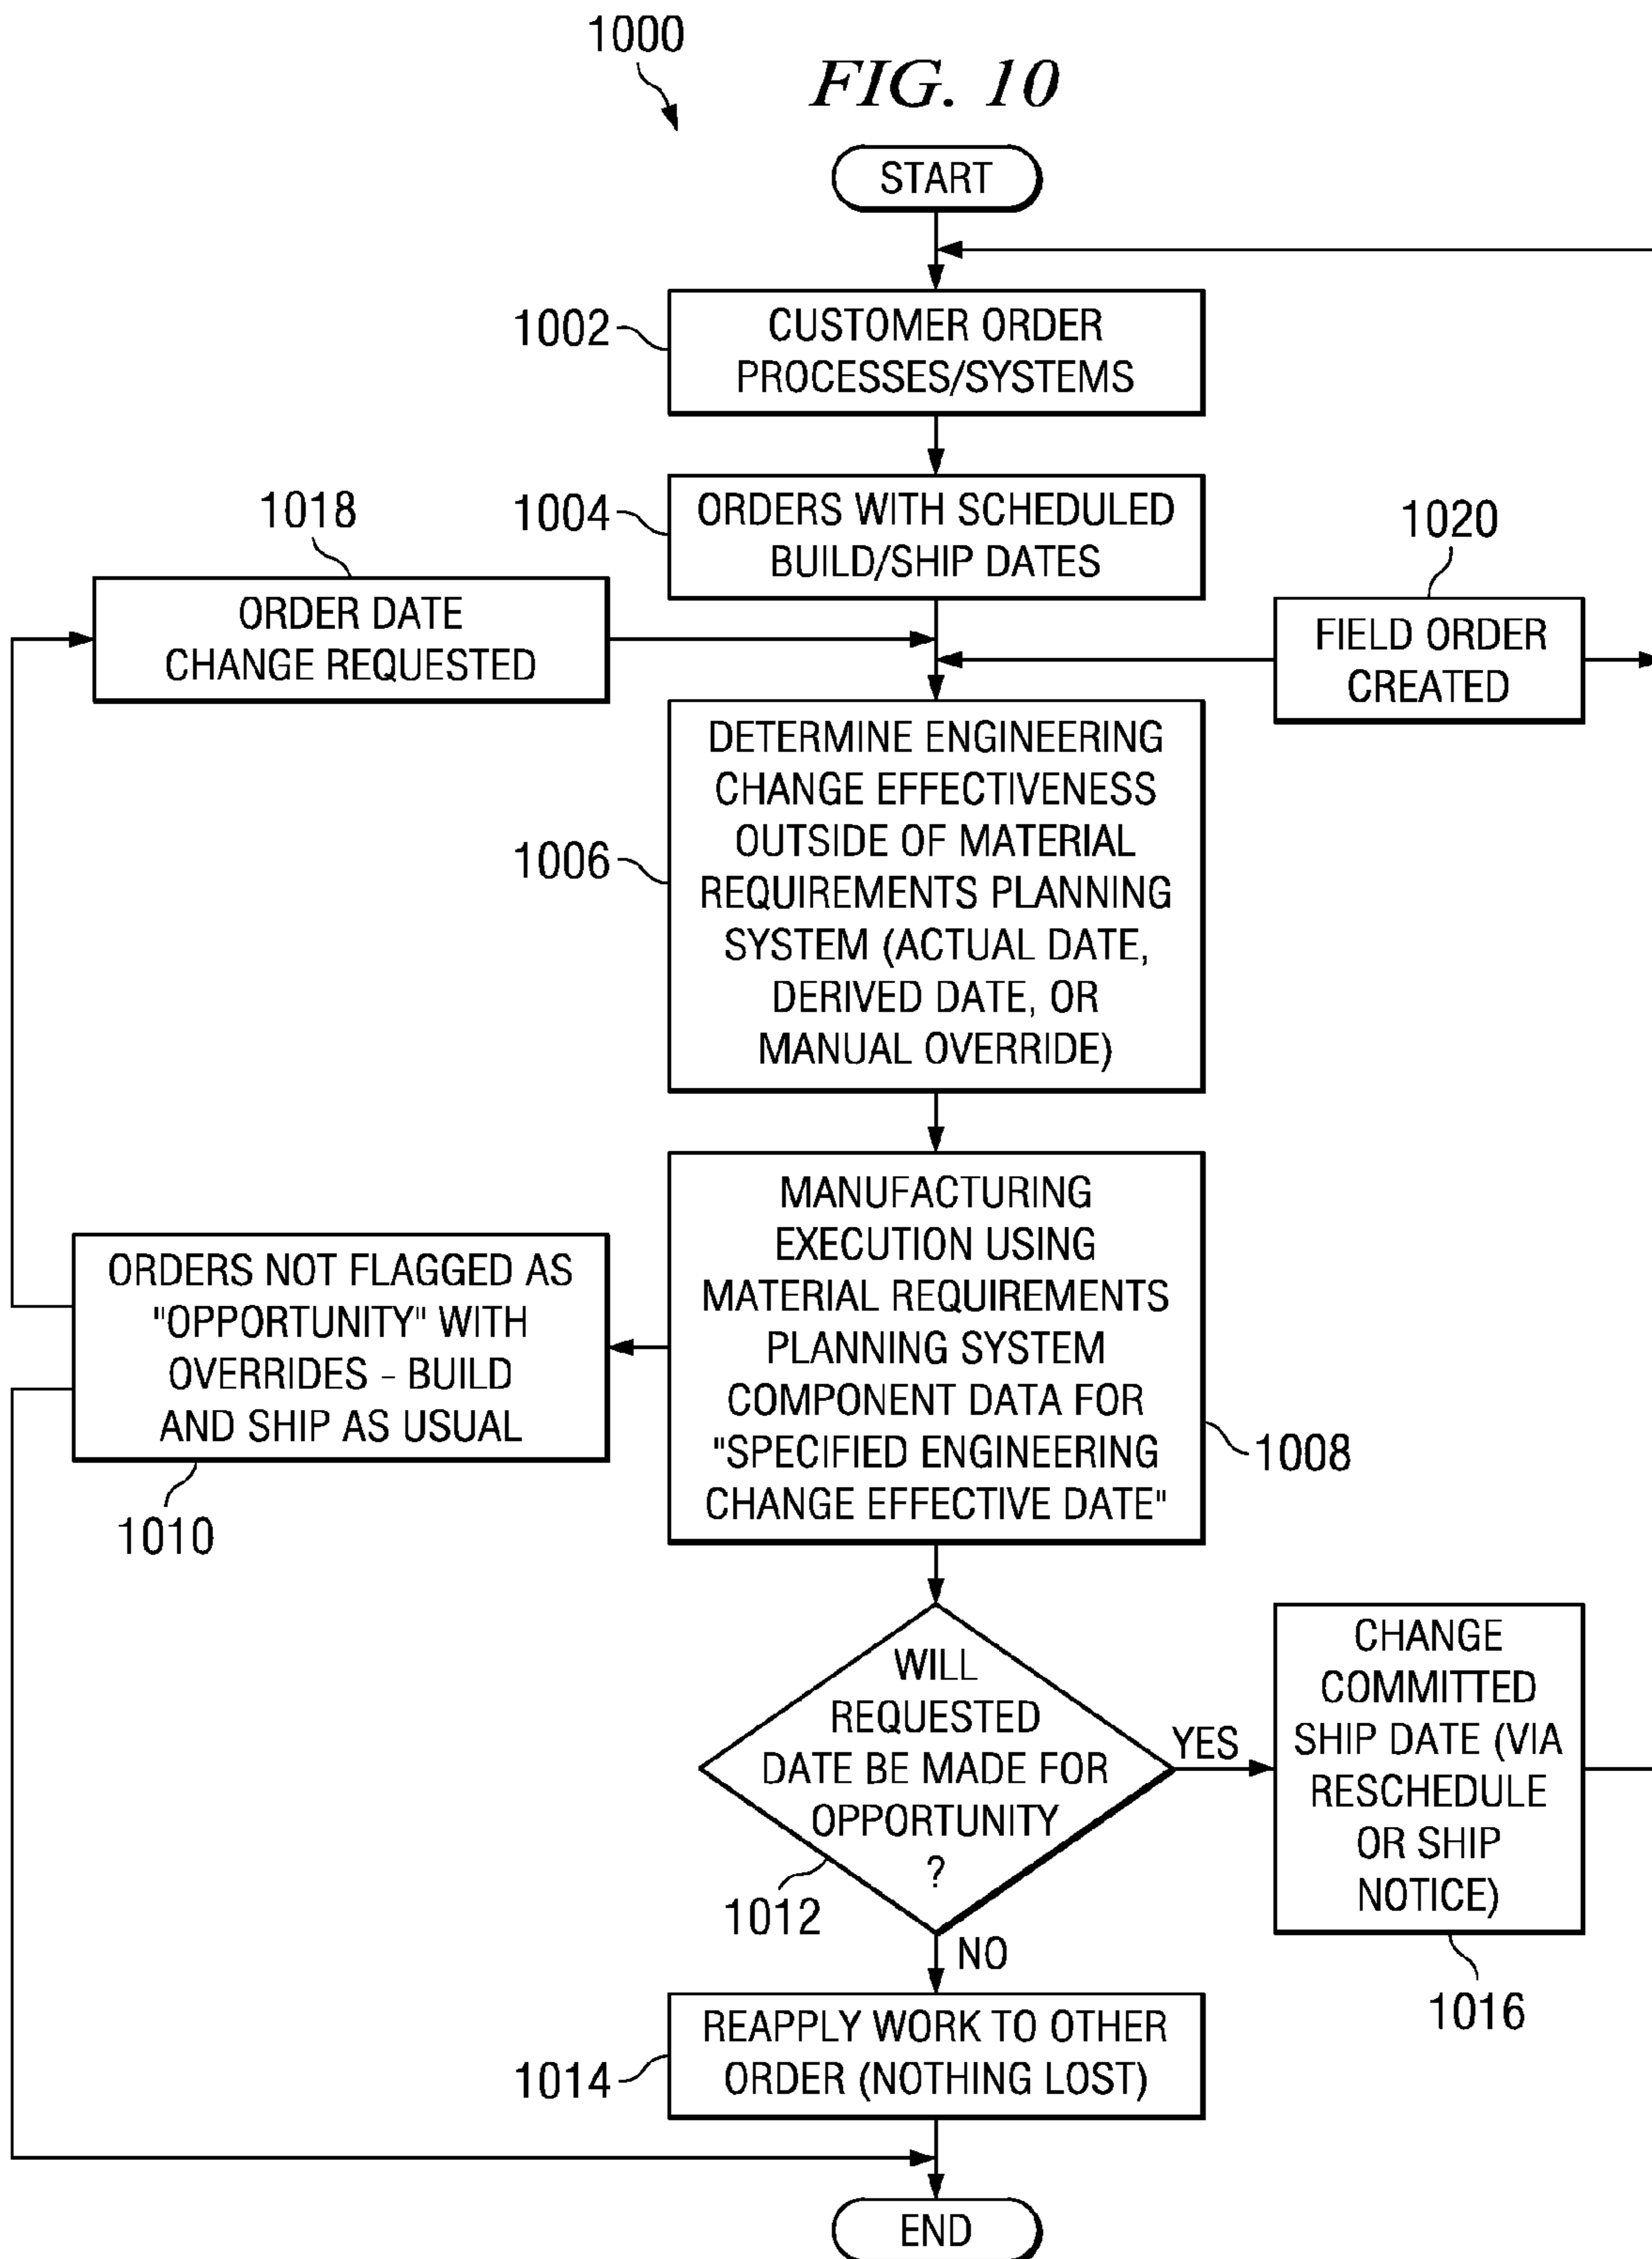 1000
FIG. 10
START
1002
CUSTOMER ORDER
PROCESSES/SYSTEMS
1004
ORDERS WITH SCHEDULED
BUILD/SHIP DATES
1018
ORDER DATE
CHANGE REQUESTED
1020
FIELD ORDER
CREATED
1006
DETERMINE ENGINEERING
CHANGE EFFECTIVENESS
OUTSIDE OF MATERIAL
REQUIREMENTS PLANNING
SYSTEM (ACTUAL DATE,
DERIVED DATE, OR
MANUAL OVERRIDE)
MANUFACTURING
EXECUTION USING
MATERIAL REQUIREMENTS
PLANNING SYSTEM
COMPONENT DATA FOR
"SPECIFIED ENGINEERING
CHANGE EFFECTIVE DATE"
1008
ORDERS NOT FLAGGED AS
"OPPORTUNITY" WITH
OVERRIDES - BUILD
AND SHIP AS USUAL
1010
WILL
REQUESTED
DATE BE MADE FOR
OPPORTUNITY
?
1012
YES
CHANGE
COMMITTED
SHIP DATE (VIA
RESCHEDULE
OR SHIP
NOTICE)
1016
NO
1014
REAPPLY WORK TO OTHER
ORDER (NOTHING LOST)
END